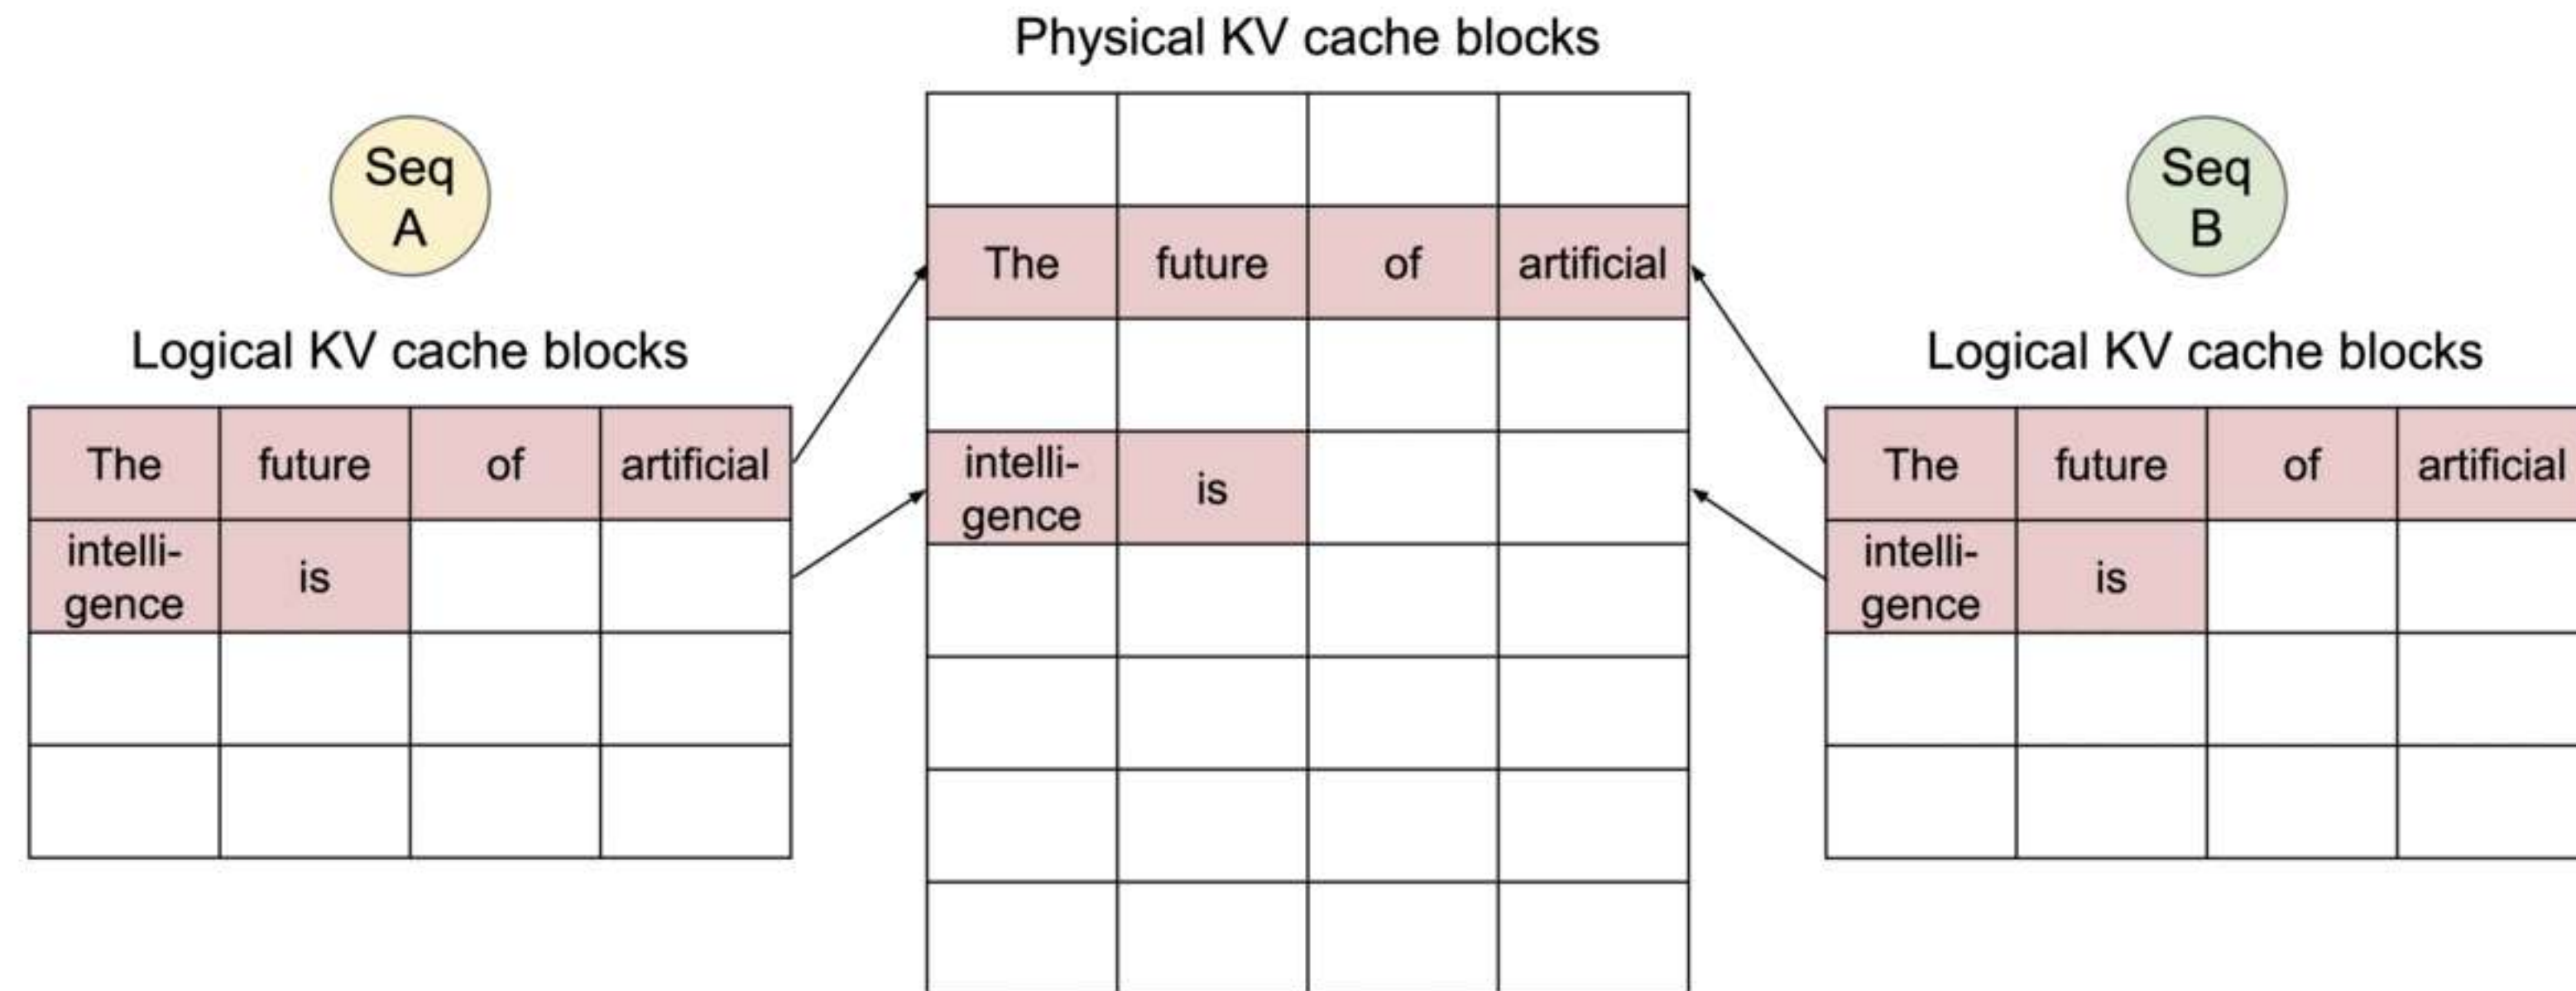 Physical KV cache blocks
Seq
A
Seq
B
The future of artificial
Logical KV cache blocks
Logical KV cache blocks
The future of artificial
intelli-
gence
is
The future of artificial
intelli-
gence
is
intelli-
gence
is